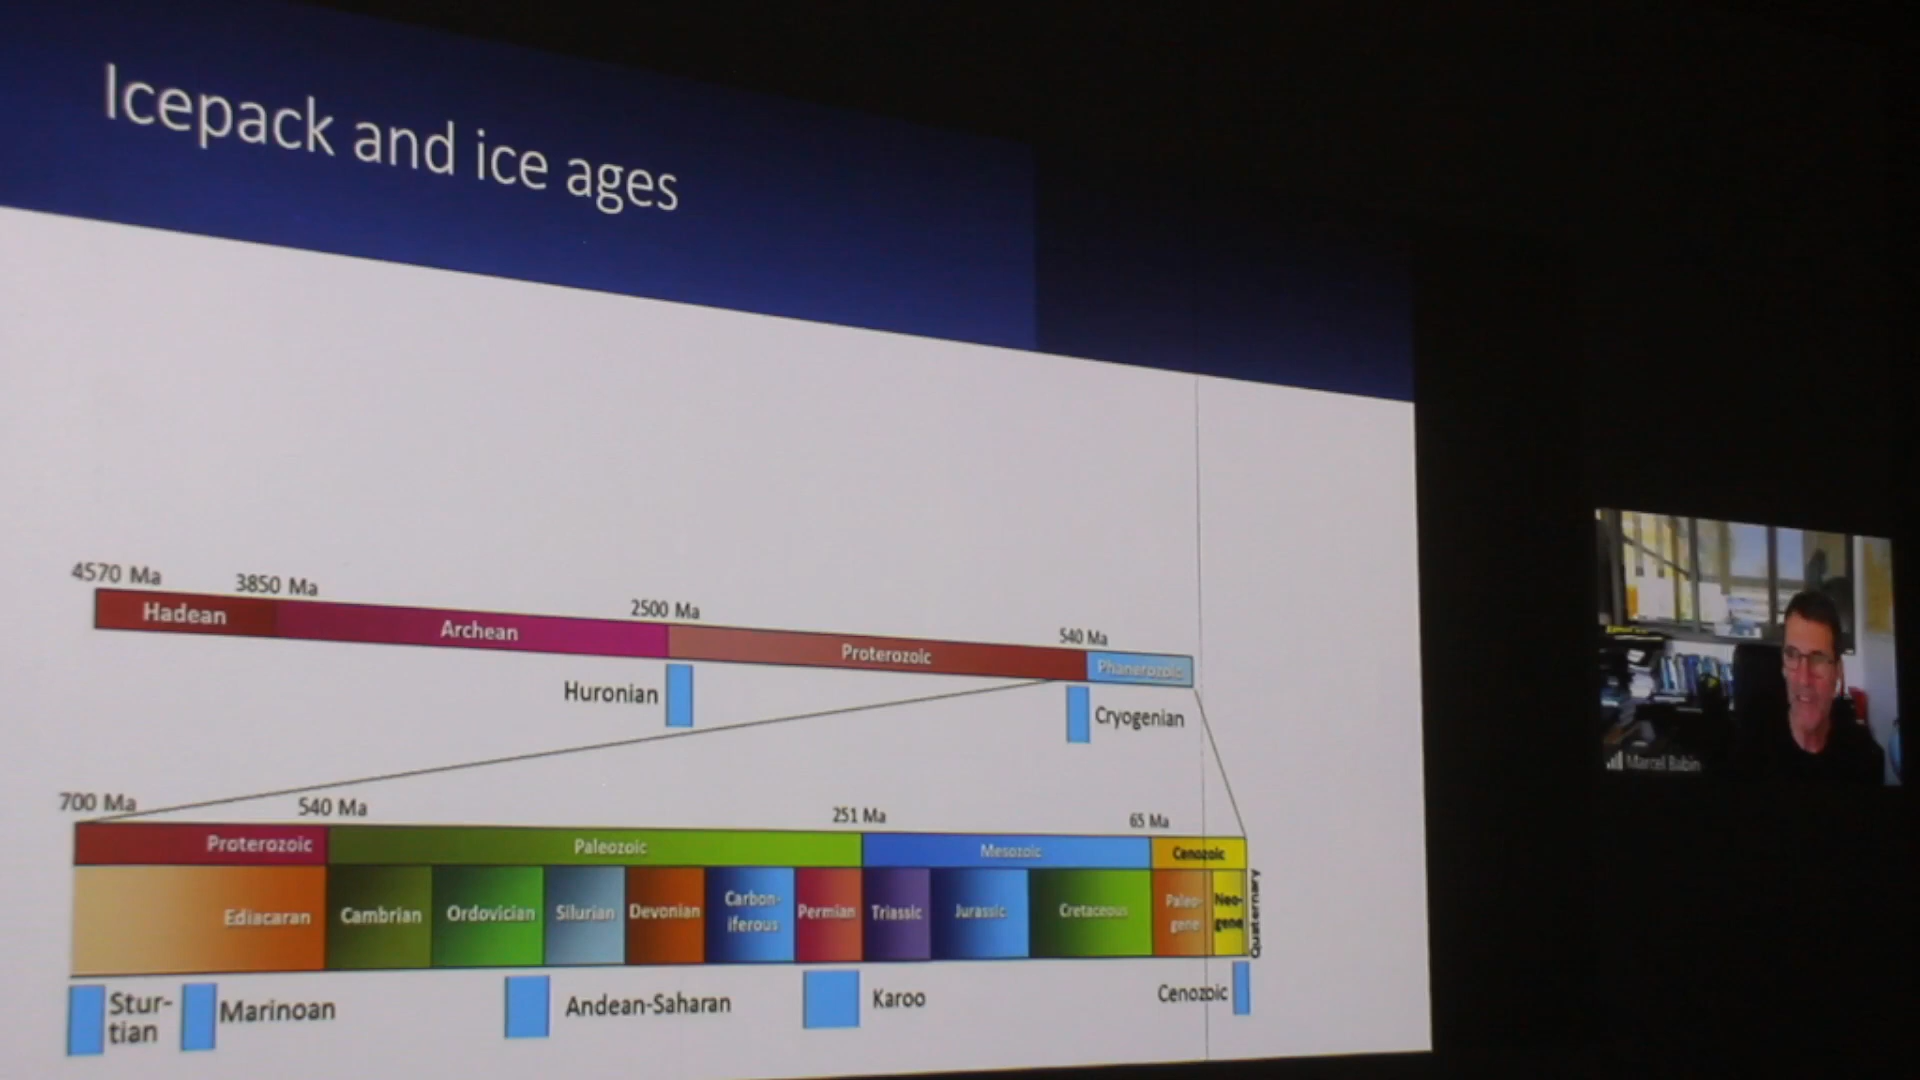 Icepack and ice ages
4570 Ma
3850 Ma
2500 Ma
540 Ma
Hadean
Archean
Proterozoic
Phanerozoic
Huronian
Cryogenian
700 Ma
540 Ma
251 Ma
65 Ma
Proterozoic
Paleozoic
Mesozoic
Cenozoic
Ediacaran
Cambrian
Ordovician
Silurian
Devonian
Carbon-
iferous
Permian
Triassic
Jurassic
Cretaceous
Paleo-
gene
Neo-
gene
Quaternary
Stur-
tian
Marinoan
Andean-Saharan
Karoo
Cenozoic
Marcel Babin